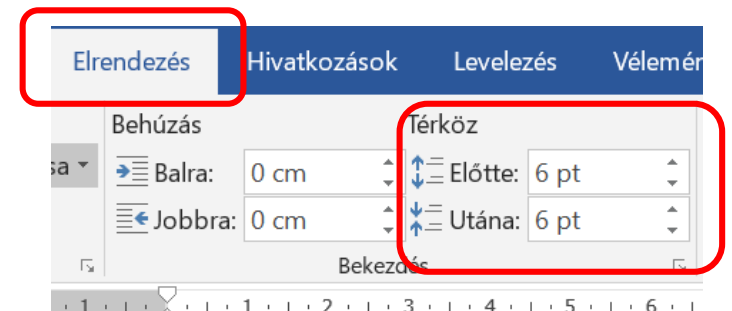 Elrendezés Hivatkozások Levelezés Vélemén
Behúzás Térköz
sa Balra: 0 cm Előtte: 6 pt
Jobbra: 0 cm Utána: 6 pt
Bekezdés
1 1 2 3 4 5 6